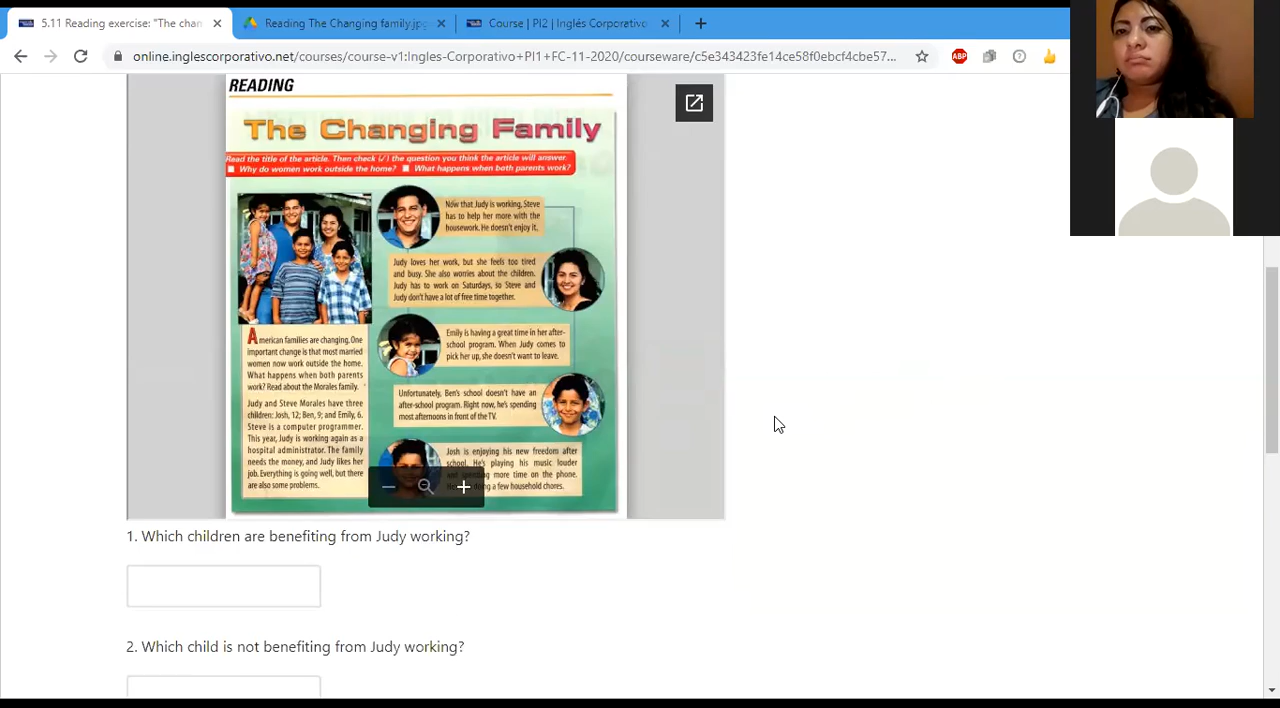 5.11 Reading exercise: "The chan
Reading The Changing family.jpg
Course | PI2 | Inglés Corporativo
online.inglescorporativo.net/courses/course-v1:Ingles-Corporativo+PI1+FC-11-2020/courseware/c5e343423fe14ce58f0ebcf4cbe57...
ABP
READING
The Changing Family
Read the title of the article. Then check (✓) the question you think the article will answer.
Why do women work outside the home? What happens when both parents work?
Now that Judy is working, Steve
has to help her more with the
housework. He doesn't enjoy it.
Judy loves her work, but she feels too tired
and busy. She also worries about the children.
Judy has to work on Saturdays, so Steve and
Judy don't have a lot of free time together.
American families are changing. One
important change is that most married
women now work outside the home.
What happens when both parents
work? Read about the Morales family.
Judy and Steve Morales have three
children: Josh, 12; Ben, 9; and Emily, 6.
Steve is a computer programmer.
This year, Judy is working again as a
hospital administrator. The family
needs the money, and Judy likes her
job. Everything is going well, but there
are also some problems.
Emily is having a great time in her after-
school program. When Judy comes to
pick her up, she doesn't want to leave.
Unfortunately, Ben's school doesn't have an
after-school program. Right now, he's spending
most afternoons in front of the TV.
Josh is enjoying his new freedom after
school. He's playing his music louder
and spending more time on the phone.
doing a few household chores.
1. Which children are benefiting from Judy working?
2. Which child is not benefiting from Judy working?